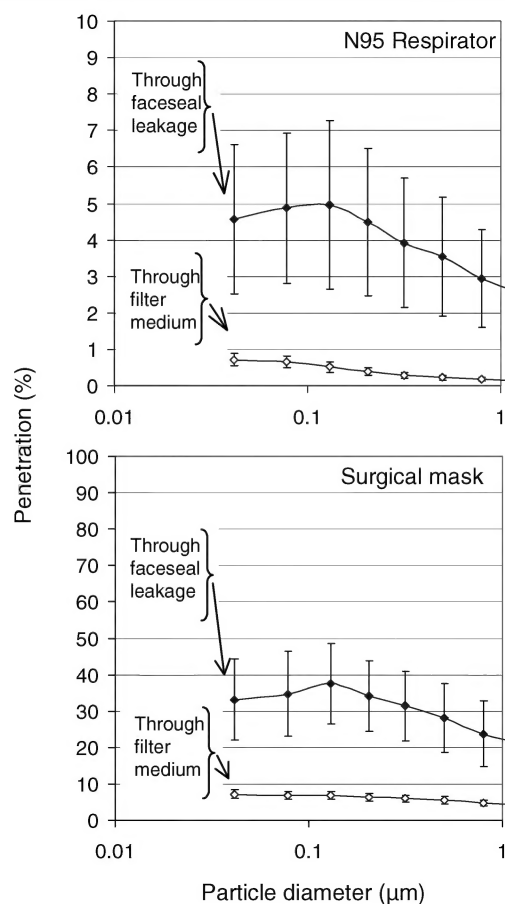 N95 Respirator
10
9
8
7
6
5
4
3
2
1
0
Through
faceseal
leakage
Through
filter
medium
0.01
0.1
1
Penetration (%)
Surgical mask
100
90
80
70
60
50
40
30
20
10
0
Through
faceseal
leakage
Through
filter
medium
0.01
0.1
1
Particle diameter (μm)